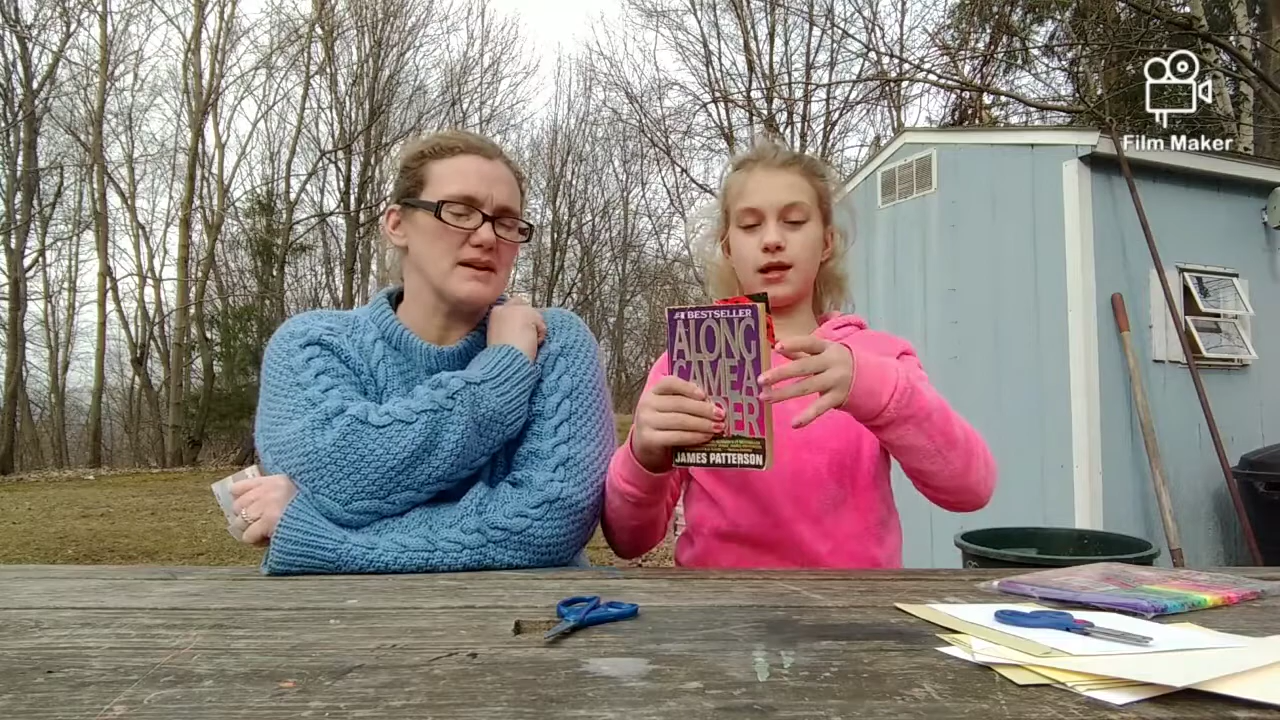 Film Maker
#1 BESTSELLER
ALONG
CAME A
JAMES PATTERSON